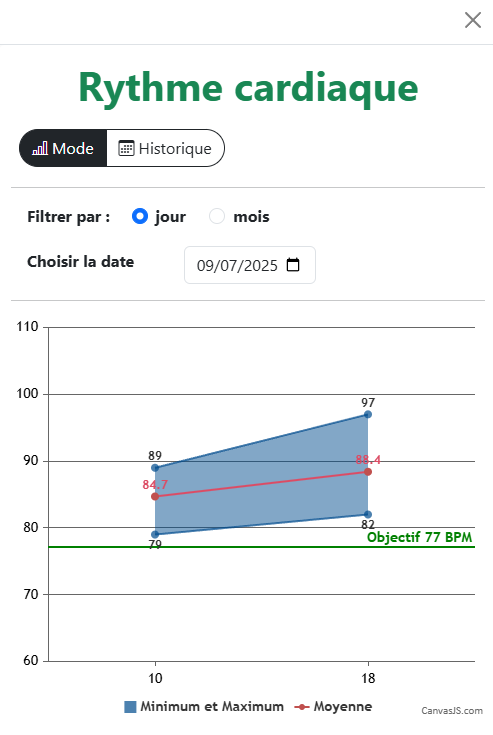 Rythme cardiaque
Mode Historique
Filtrer par : jour mois
Choisir la date 09/07/2025
110
100
97
90
89
88.4
84.7
80
82
79
Objectif 77 BPM
70
60
10 18
Minimum et Maximum Moyenne
CanvasJS.com